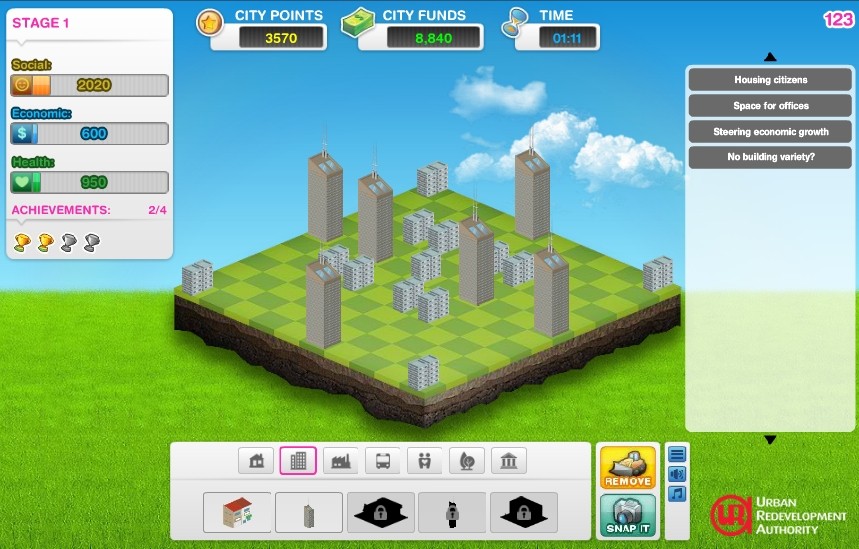 STAGE 1
Social:
2020
Economic:
$ 600
Health:
950
ACHIEVEMENTS: 2/4
CITY POINTS
3570
CITY FUNDS
8,840
TIME
01:11
123
Housing citizens
Space for offices
Steering economic growth
No building variety?
REMOVE
SNAP IT
URBAN
REDEVELOPMENT
AUTHORITY